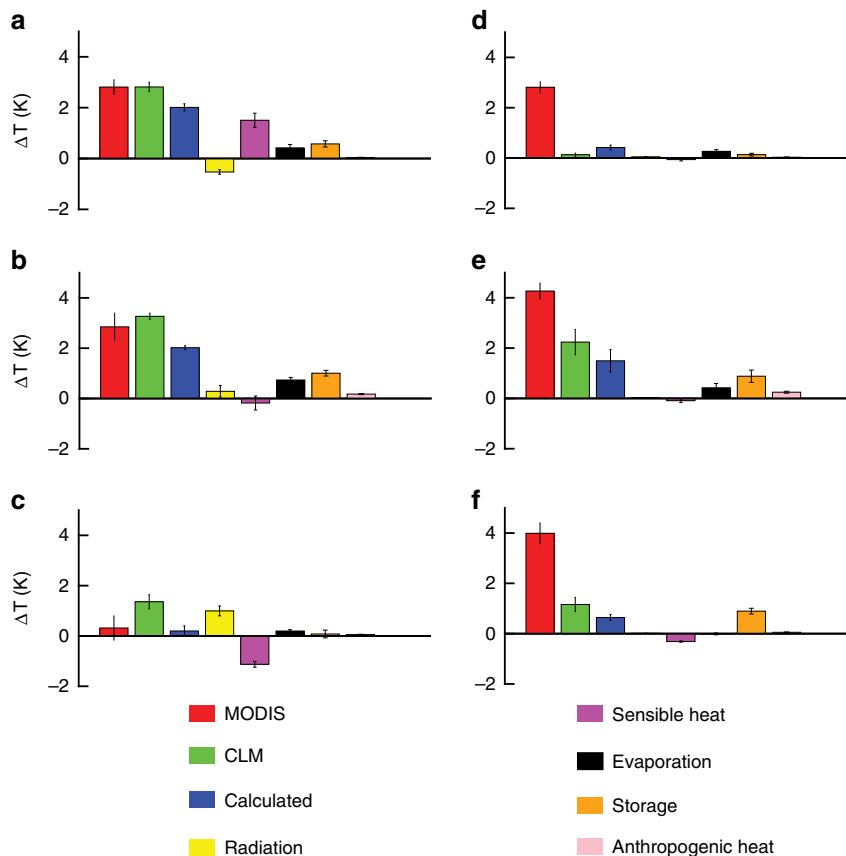 a
4
2
0
−2
ΔT (K)
b
4
2
0
−2
ΔT (K)
c
4
2
0
−2
ΔT (K)
d
4
2
0
−2
e
4
2
0
−2
f
4
2
0
−2
MODIS
CLM
Calculated
Radiation
Sensible heat
Evaporation
Storage
Anthropogenic heat